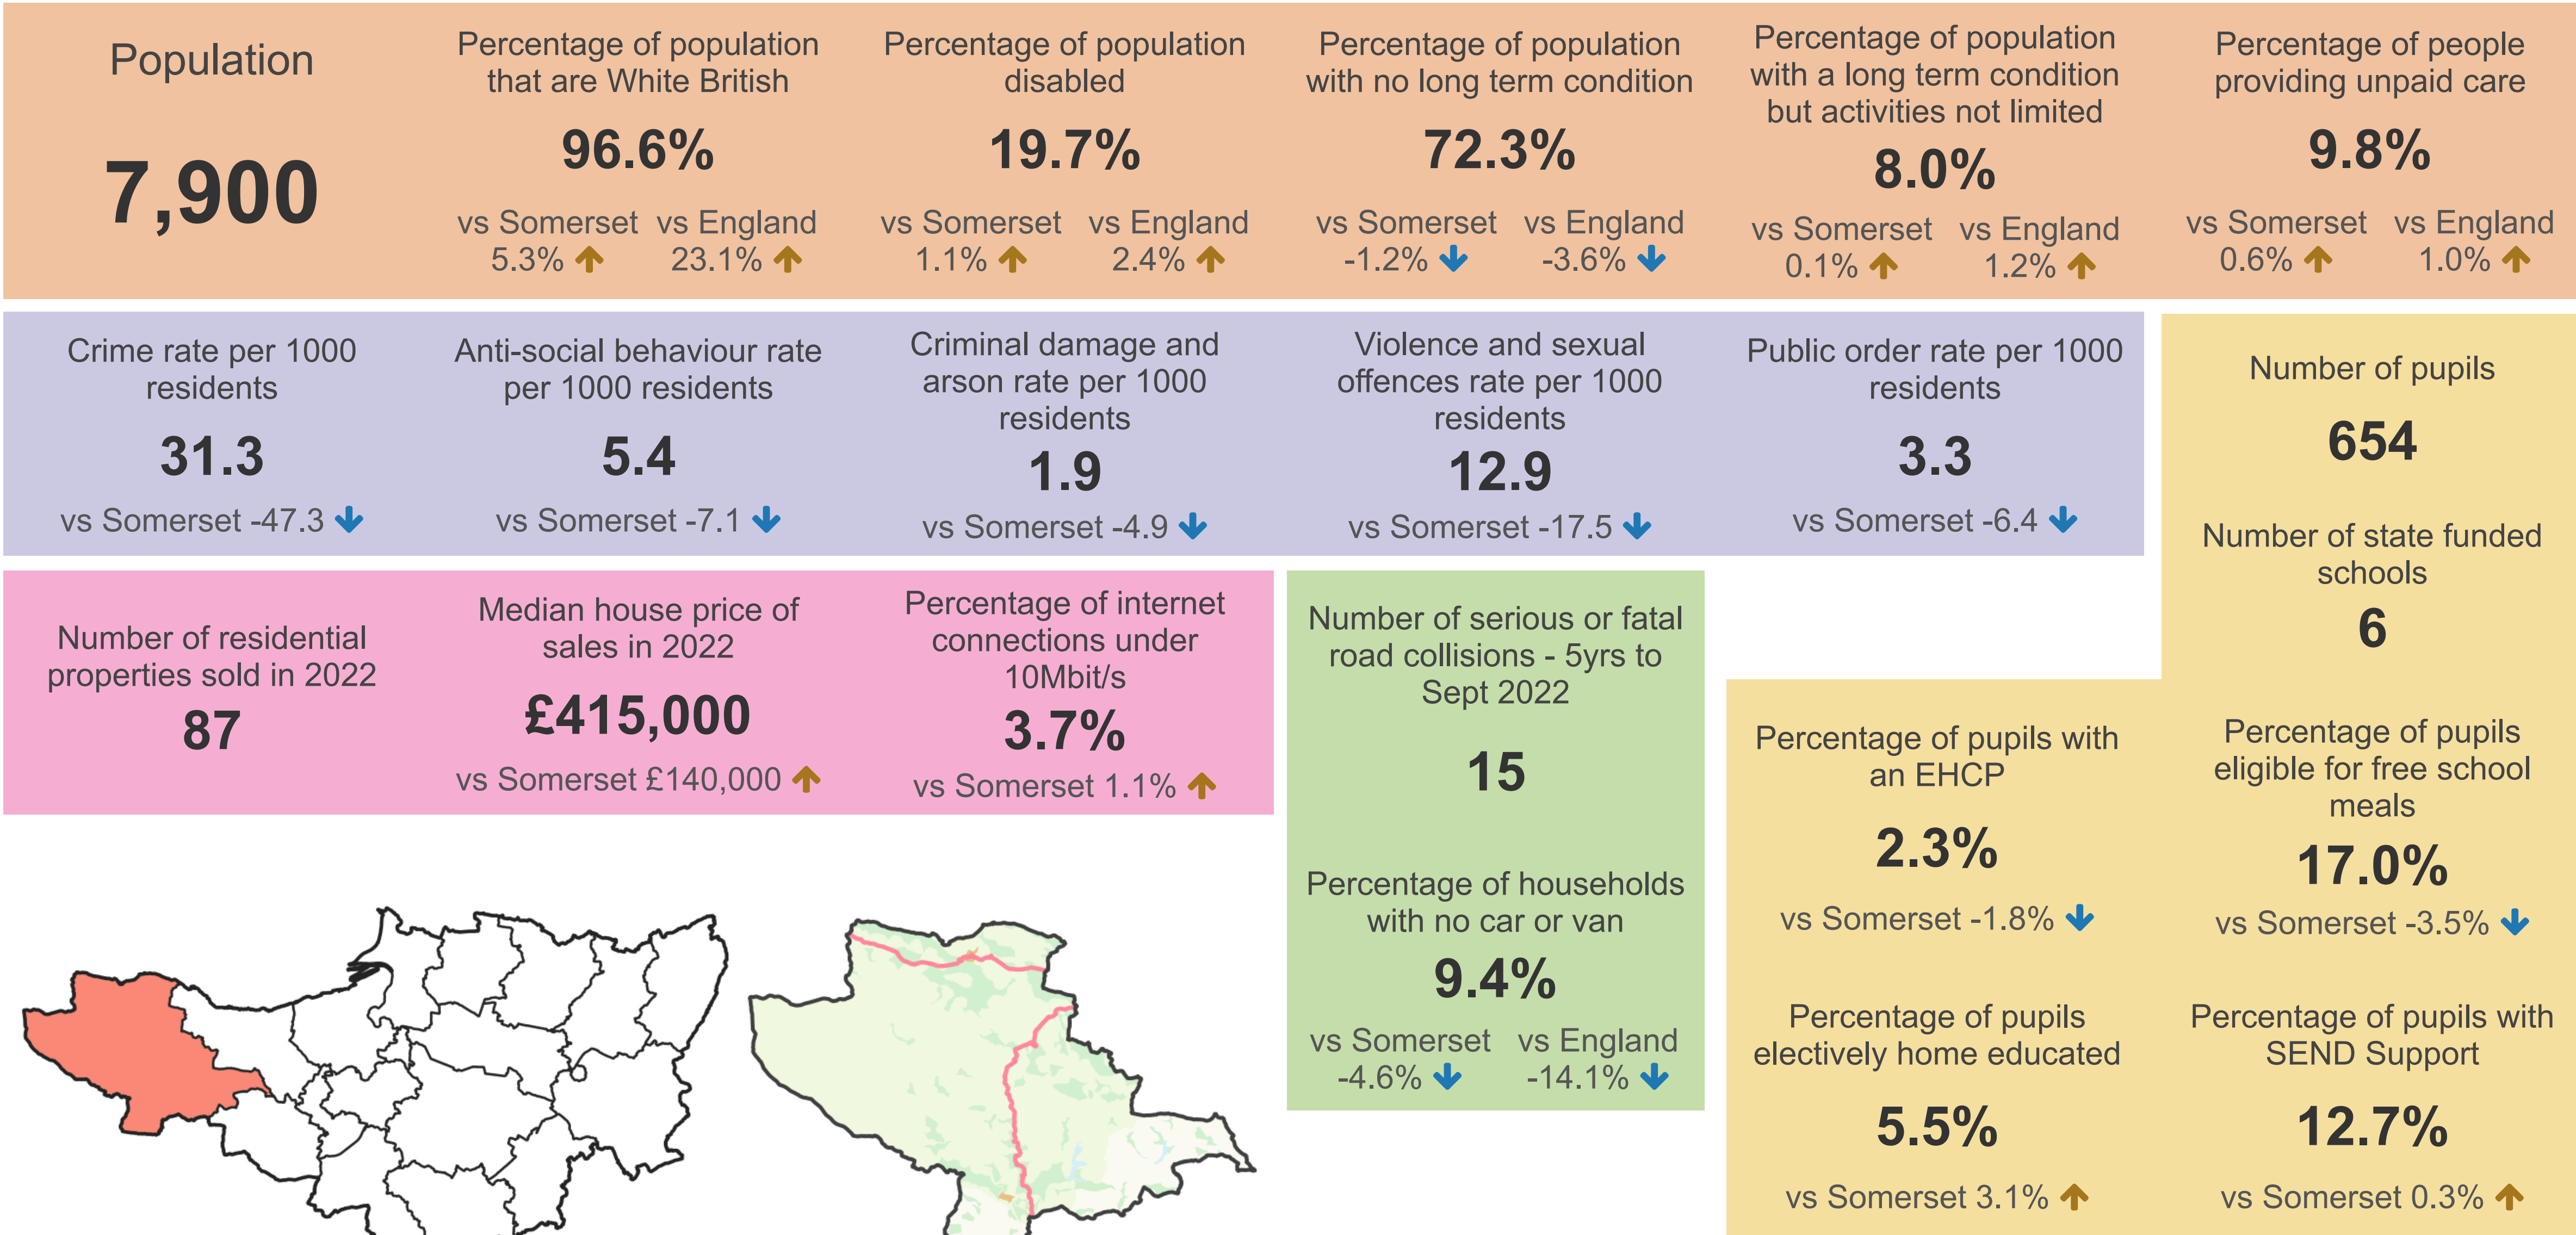 Population
7,900
Percentage of population
that are White British
96.6%
vs Somerset vs England
5.3% 23.1%
Percentage of population
disabled
19.7%
vs Somerset vs England
1.1% 2.4%
Percentage of population
with no long term condition
72.3%
vs Somerset vs England
-1.2% -3.6%
Percentage of population
with a long term condition
but activities not limited
8.0%
vs Somerset vs England
0.1% 1.2%
Percentage of people
providing unpaid care
9.8%
vs Somerset vs England
0.6% 1.0%
Crime rate per 1000
residents
31.3
vs Somerset -47.3
Anti-social behaviour rate
per 1000 residents
5.4
vs Somerset -7.1
Criminal damage and
arson rate per 1000
residents
1.9
vs Somerset -4.9
Violence and sexual
offences rate per 1000
residents
12.9
vs Somerset -17.5
Public order rate per 1000
residents
3.3
vs Somerset -6.4
Number of pupils
654
Number of state funded
schools
6
Number of residential
properties sold in 2022
87
Median house price of
sales in 2022
£415,000
vs Somerset £140,000
Percentage of internet
connections under
10Mbit/s
3.7%
vs Somerset 1.1%
Number of serious or fatal
road collisions - 5yrs to
Sept 2022
15
Percentage of households
with no car or van
9.4%
vs Somerset vs England
-4.6% -14.1%
Percentage of pupils with
an EHCP
2.3%
vs Somerset -1.8%
Percentage of pupils
eligible for free school
meals
17.0%
vs Somerset -3.5%
Percentage of pupils
electively home educated
5.5%
vs Somerset 3.1%
Percentage of pupils with
SEND Support
12.7%
vs Somerset 0.3%